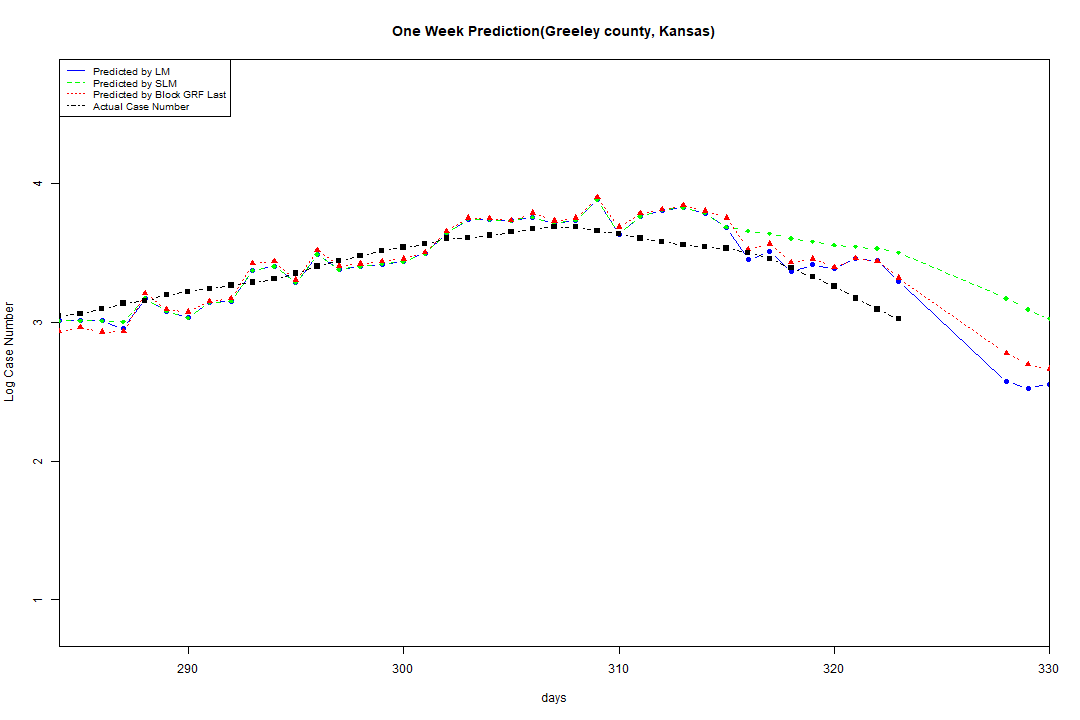 One Week Prediction(Greeley county, Kansas)
Predicted by LM
Predicted by SLM
Predicted by Block GRF Last
Actual Case Number
4
3
2
1
Log Case Number
290 300 310 320 330
days